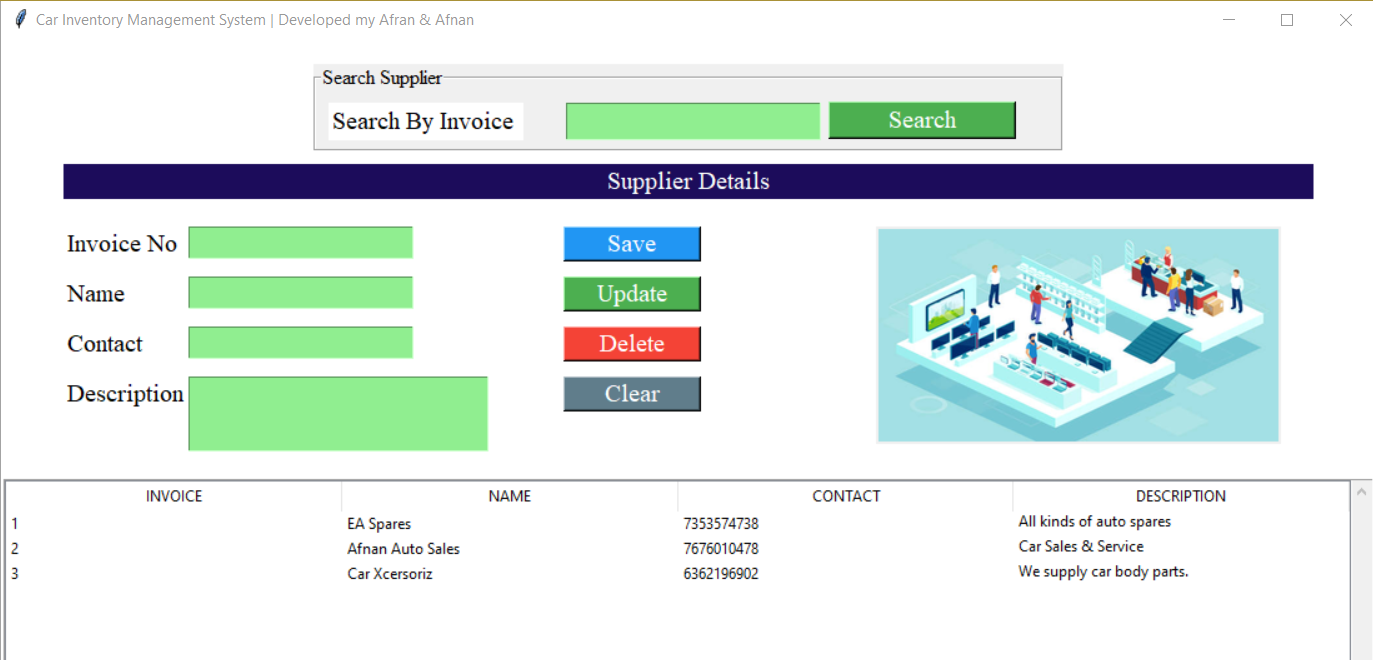 Car Inventory Management System | Developed my Afran & Afnan
Search Supplier
Search By Invoice Search
Supplier Details
Invoice No Save
Name Update
Contact Delete
Description Clear
INVOICE NAME CONTACT DESCRIPTION
1 EA Spares 7353574738 All kinds of auto spares
2 Afnan Auto Sales 7676010478 Car Sales & Service
3 Car Xcersoriz 6362196902 We supply car body parts.